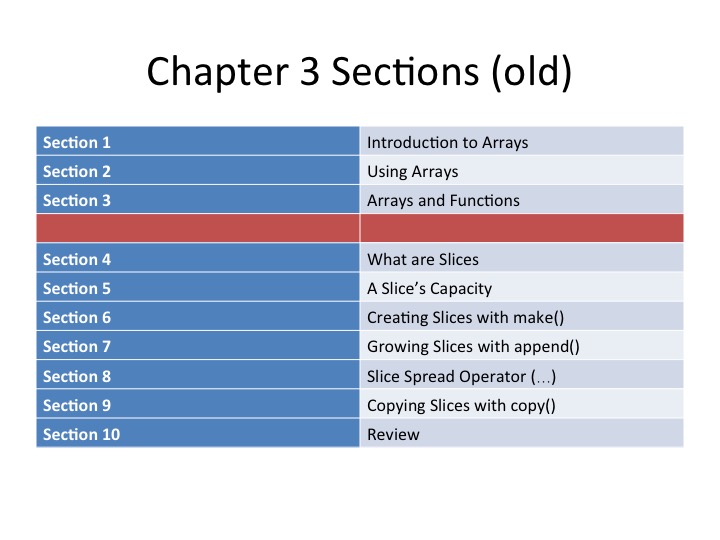 Chapter 3 Sections (old)
Section 1 Introduction to Arrays
Section 2 Using Arrays
Section 3 Arrays and Functions
Section 4 What are Slices
Section 5 A Slice’s Capacity
Section 6 Creating Slices with make()
Section 7 Growing Slices with append()
Section 8 Slice Spread Operator (…)
Section 9 Copying Slices with copy()
Section 10 Review